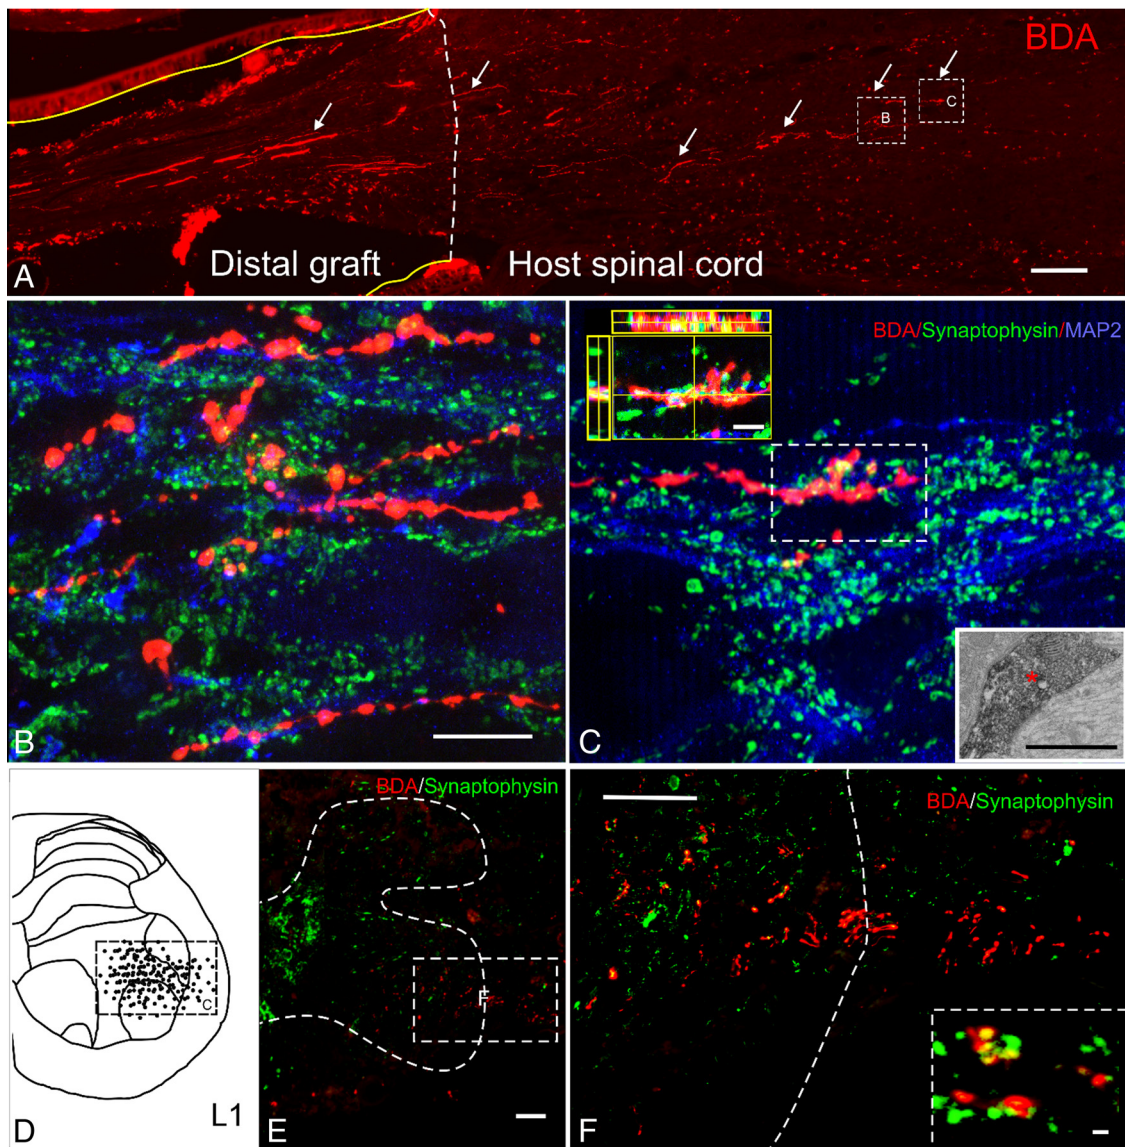 BDA
B
C
Distal graft
Host spinal cord
A
BDA/Synaptophysin/MAP2
B
C
*
BDA/Synaptophysin
BDA/Synaptophysin
F
C
L1
D
E
F